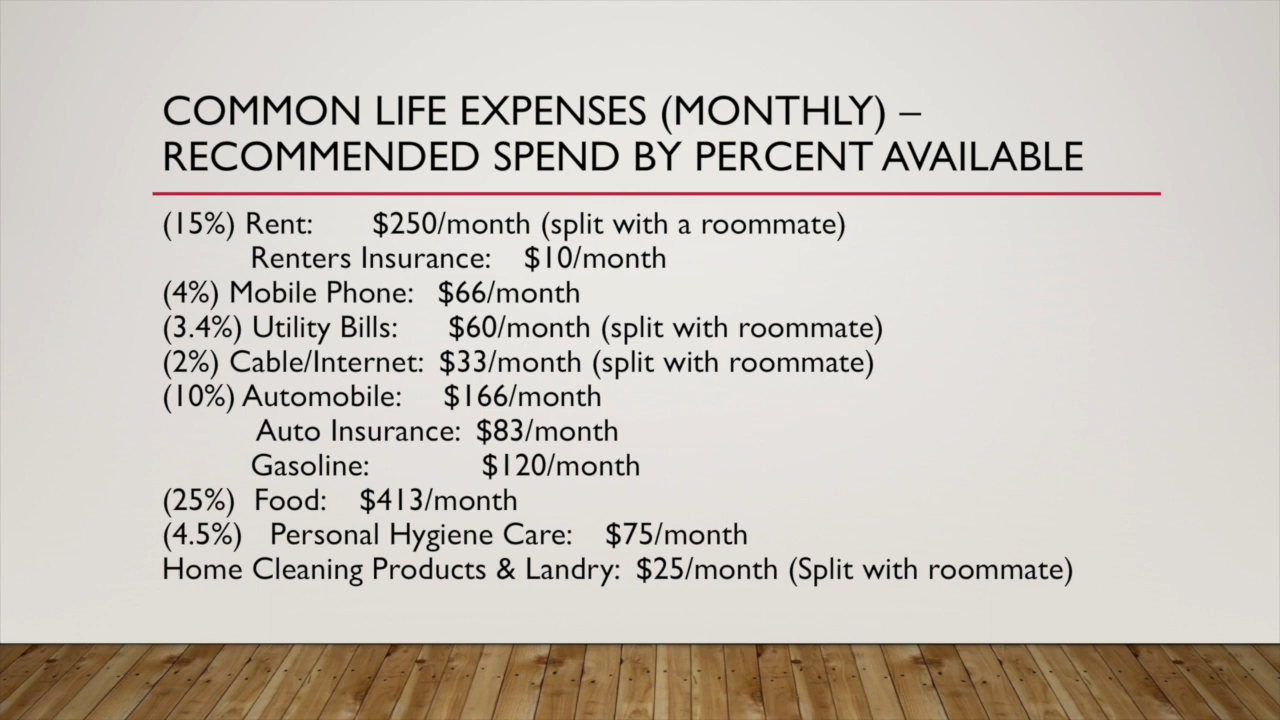 COMMON LIFE EXPENSES (MONTHLY) –
RECOMMENDED SPEND BY PERCENT AVAILABLE
(15%) Rent: $250/month (split with a roommate)
Renters Insurance: $10/month
(4%) Mobile Phone: $66/month
(3.4%) Utility Bills: $60/month (split with roommate)
(2%) Cable/Internet: $33/month (split with roommate)
(10%) Automobile: $166/month
Auto Insurance: $83/month
Gasoline: $120/month
(25%) Food: $413/month
(4.5%) Personal Hygiene Care: $75/month
Home Cleaning Products & Landry: $25/month (Split with roommate)